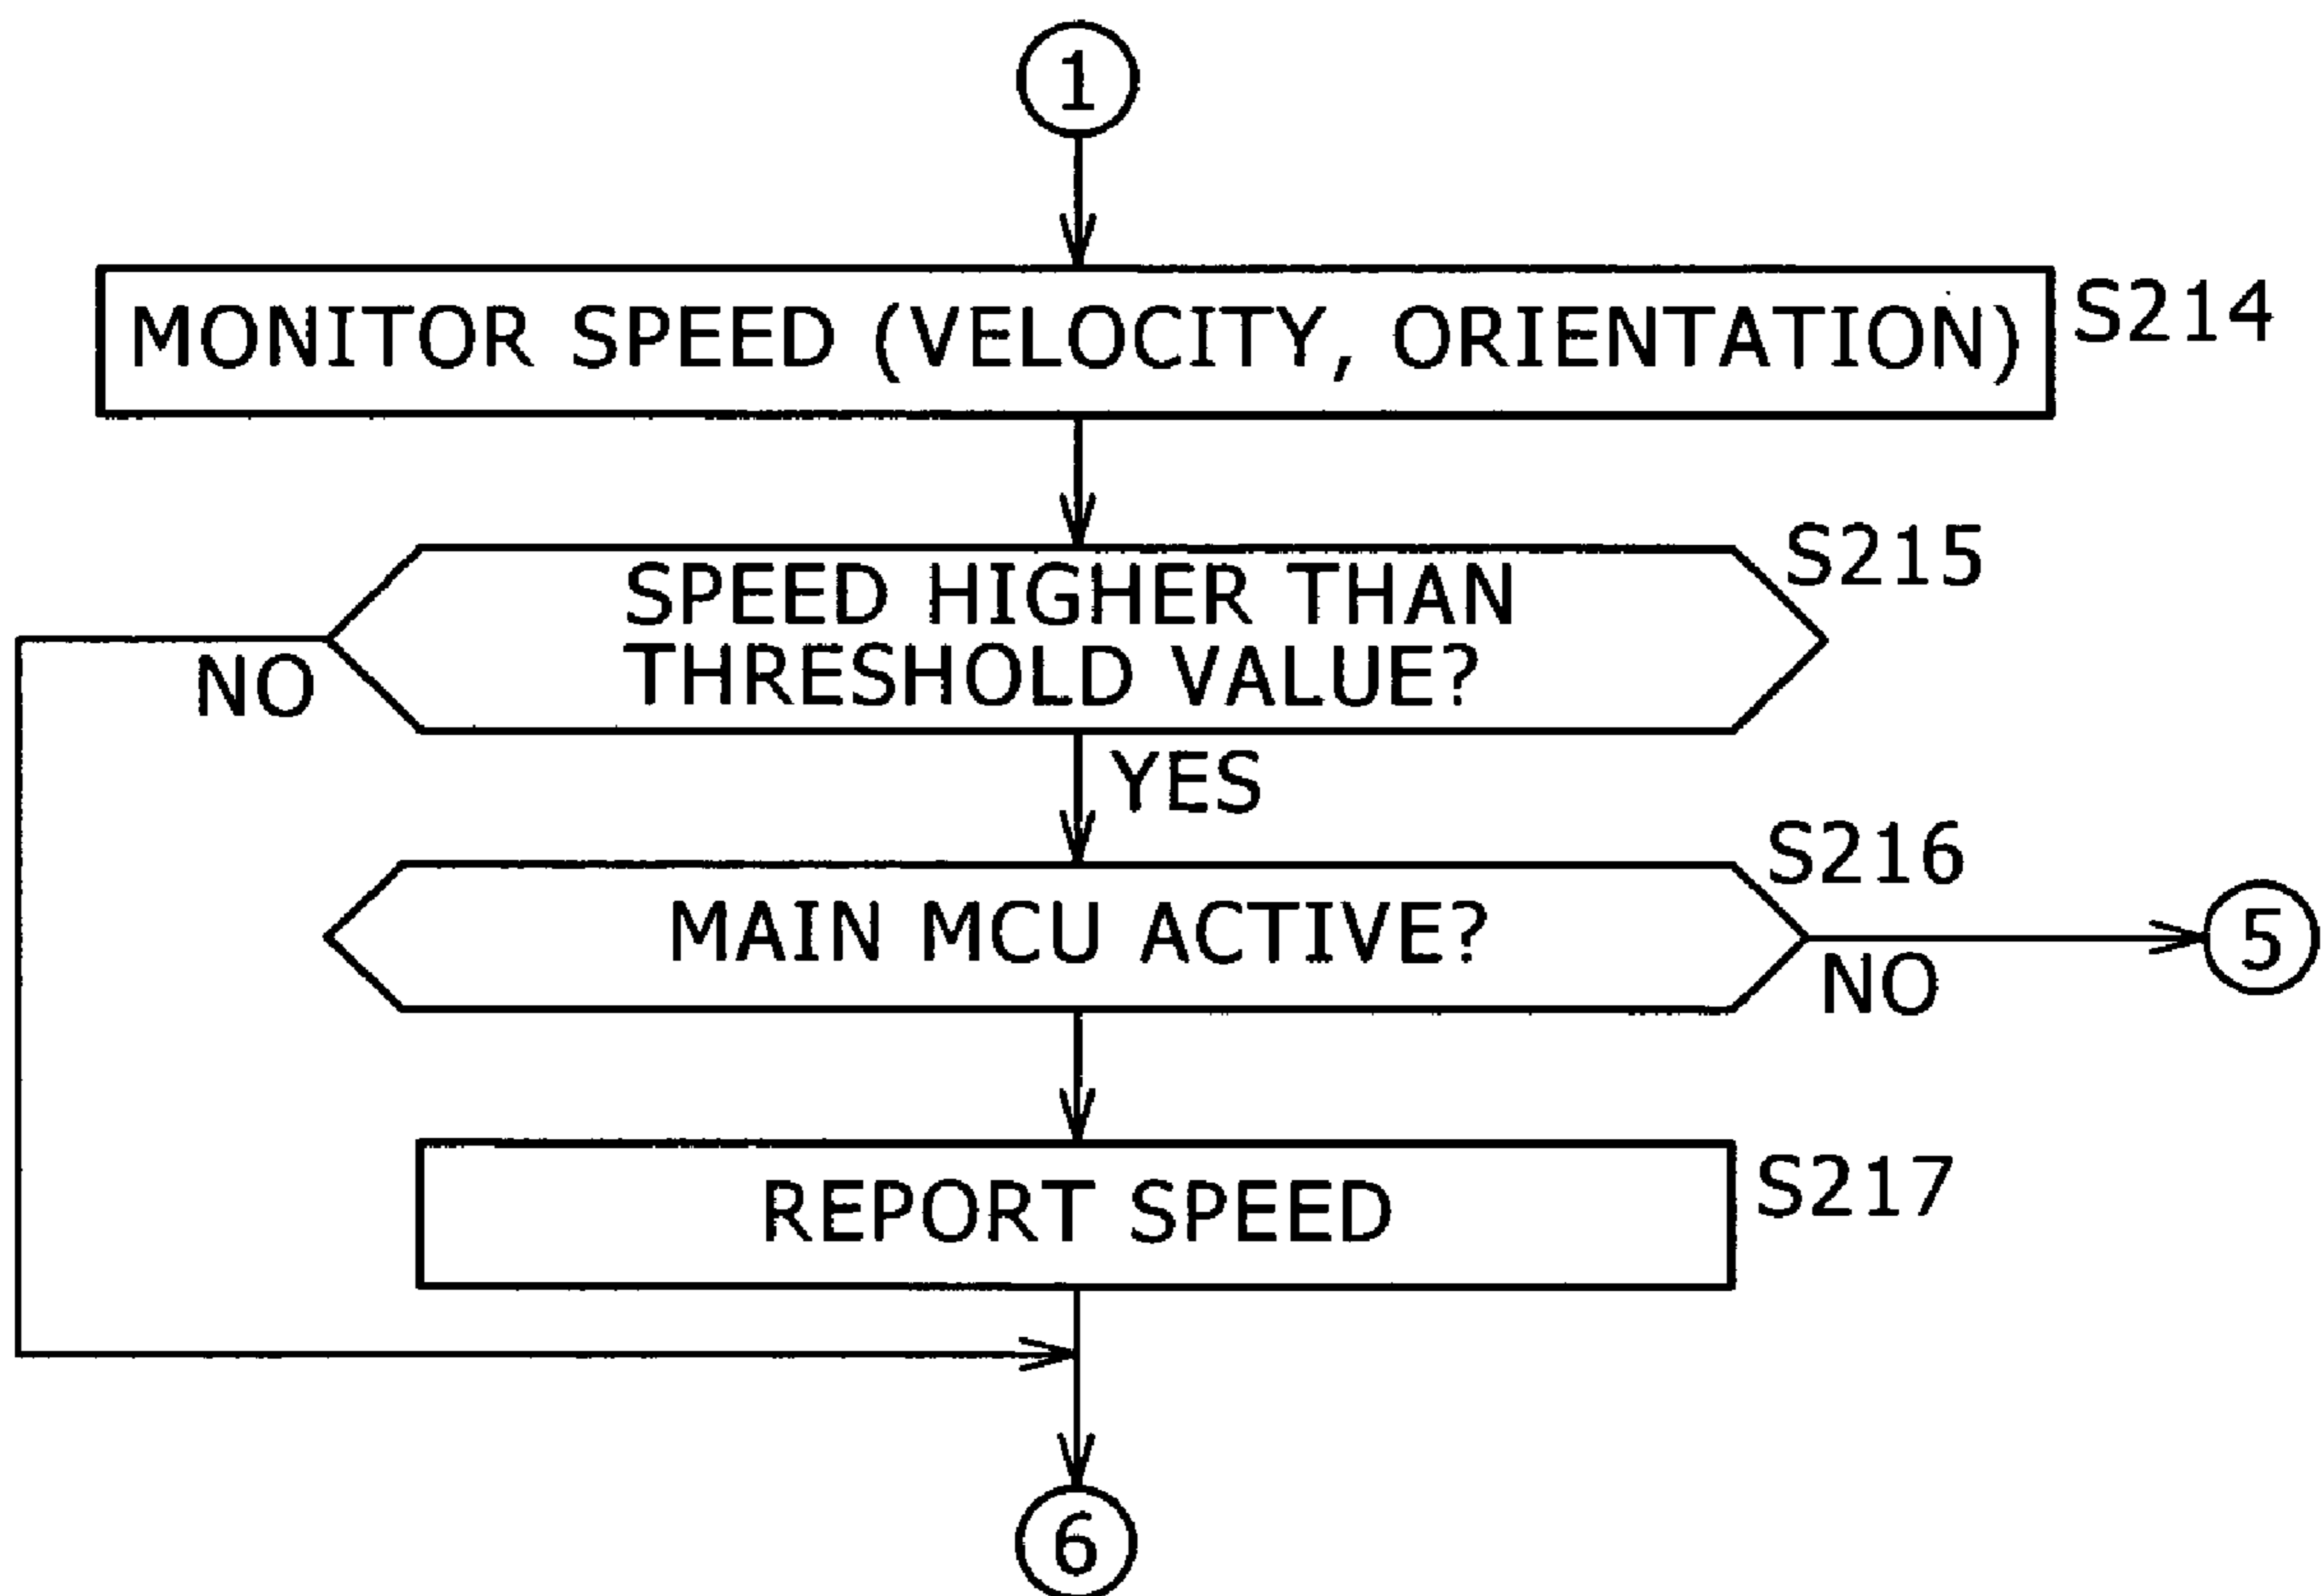 1
MONITOR SPEED (VELOCITY, ORIENTATION)
S214
SPEED HIGHER THAN
THRESHOLD VALUE?
S215
NO
YES
MAIN MCU ACTIVE?
S216
NO
5
REPORT SPEED
S217
6